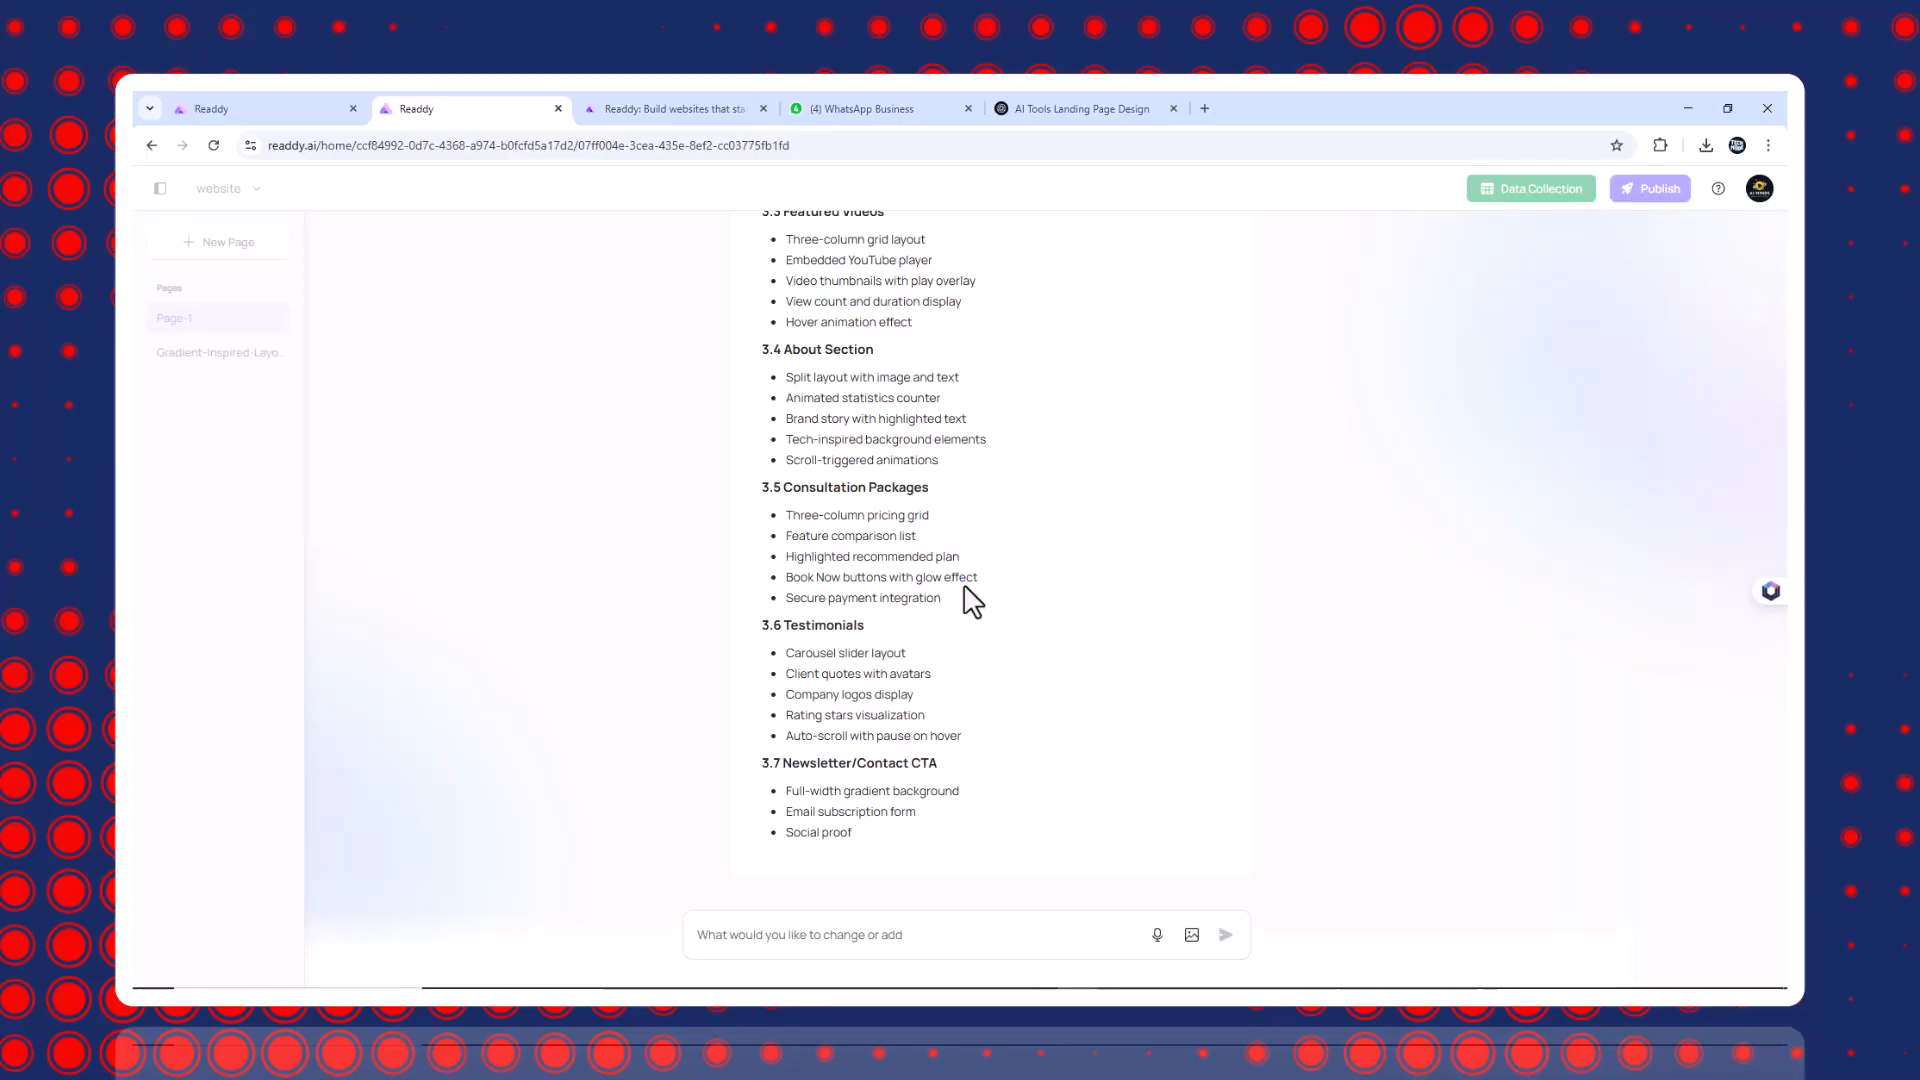 Readdy
Readdy
Readdy: Build websites that sta
(4) WhatsApp Business
AI Tools Landing Page Design
readdy.ai/home/ccf84992-0d7c-4368-a974-b0fcfd5a17d2/07ff004e-3cea-435e-8ef2-cc03775fb1fd
website
Data Collection
Publish
New Page
Pages
Page-1
Gradient-Inspired-Layo...
3.3 Featured Videos
Three-column grid layout
Embedded YouTube player
Video thumbnails with play overlay
View count and duration display
Hover animation effect
3.4 About Section
Split layout with image and text
Animated statistics counter
Brand story with highlighted text
Tech-inspired background elements
Scroll-triggered animations
3.5 Consultation Packages
Three-column pricing grid
Feature comparison list
Highlighted recommended plan
Book Now buttons with glow effect
Secure payment integration
3.6 Testimonials
Carousel slider layout
Client quotes with avatars
Company logos display
Rating stars visualization
Auto-scroll with pause on hover
3.7 Newsletter/Contact CTA
Full-width gradient background
Email subscription form
Social proof
What would you like to change or add